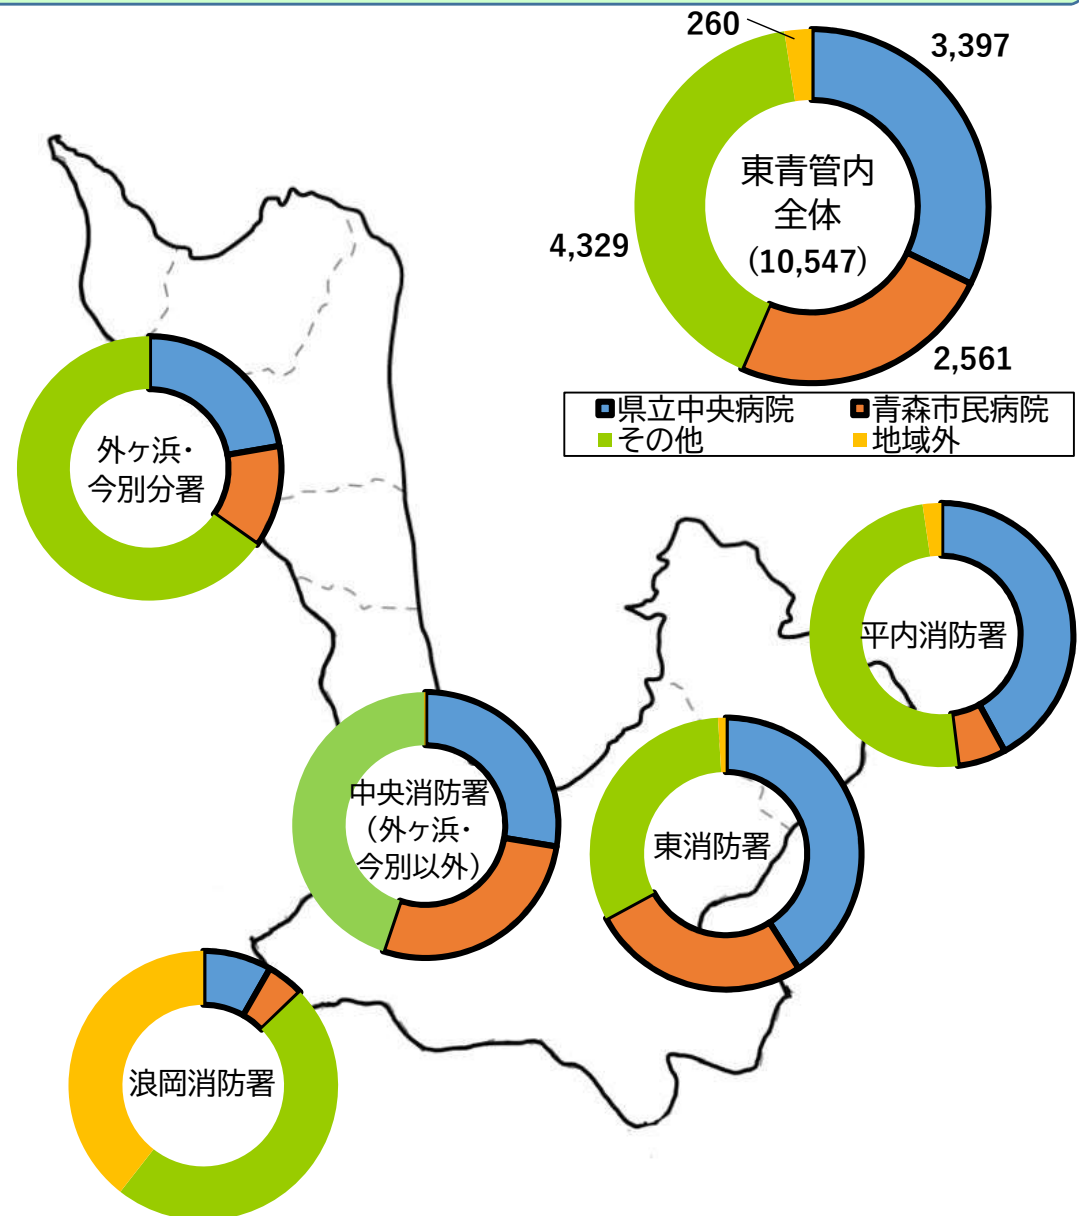 260
3,397
東青管内
全体
（10,547）
4,329
2,561
県立中央病院
青森市民病院
その他
地域外
外ヶ浜・
今別分署
平内消防署
中央消防署
（外ヶ浜・
今別以外）
東消防署
浪岡消防署